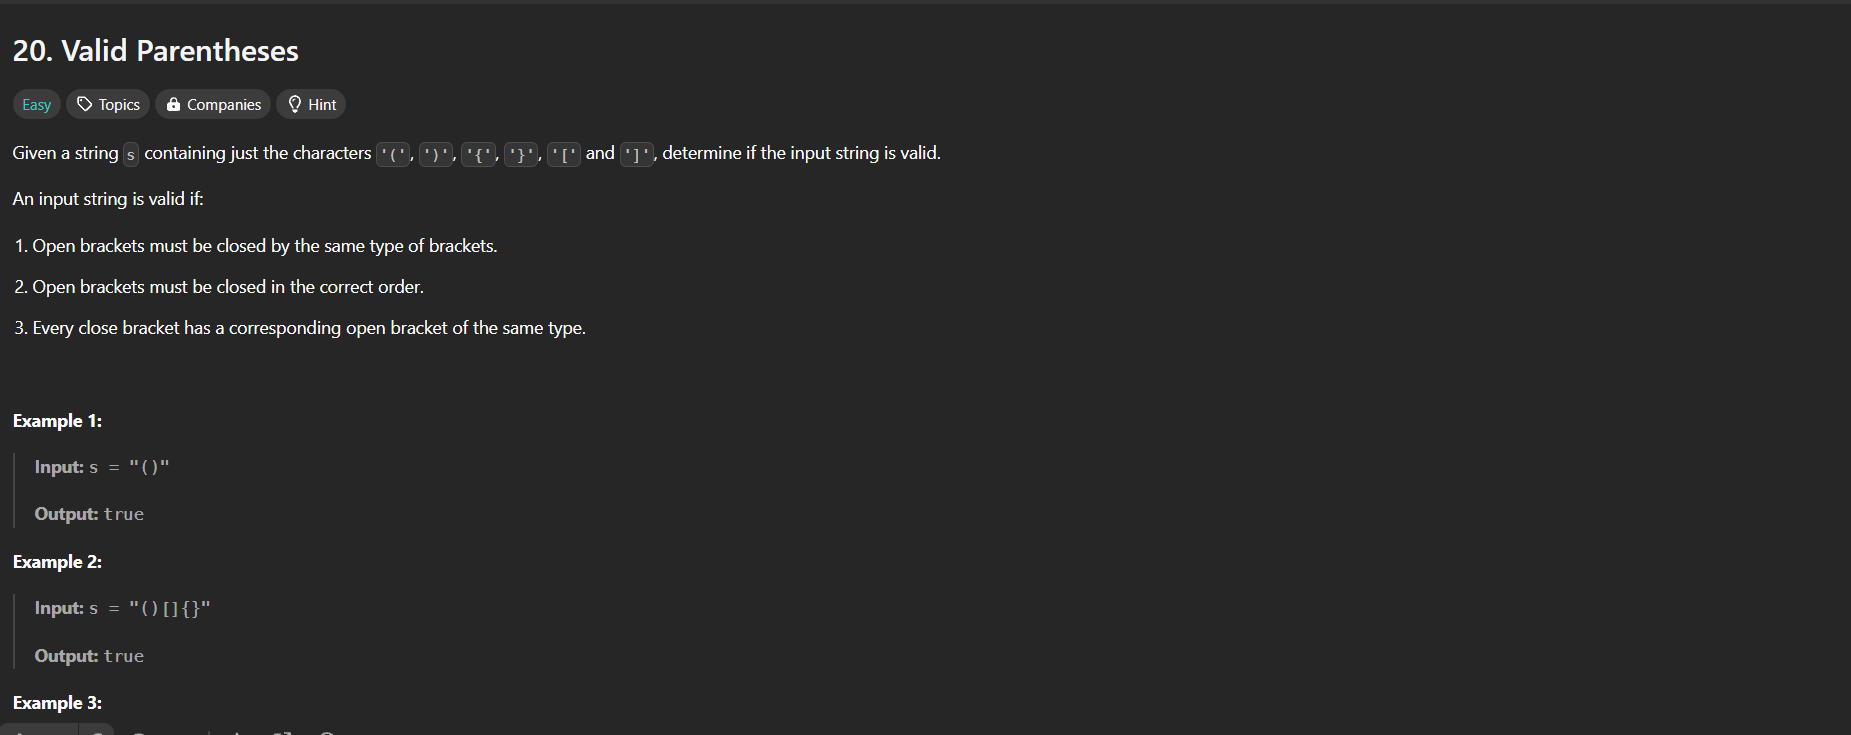 20. Valid Parentheses
Easy Topics Companies Hint
Given a string s containing just the characters '(', ')', '{', '}', '[' and ']', determine if the input string is valid.
An input string is valid if:
1. Open brackets must be closed by the same type of brackets.
2. Open brackets must be closed in the correct order.
3. Every close bracket has a corresponding open bracket of the same type.
Example 1:
Input: s = "()"
Output: true
Example 2:
Input: s = "()[]{}"
Output: true
Example 3: